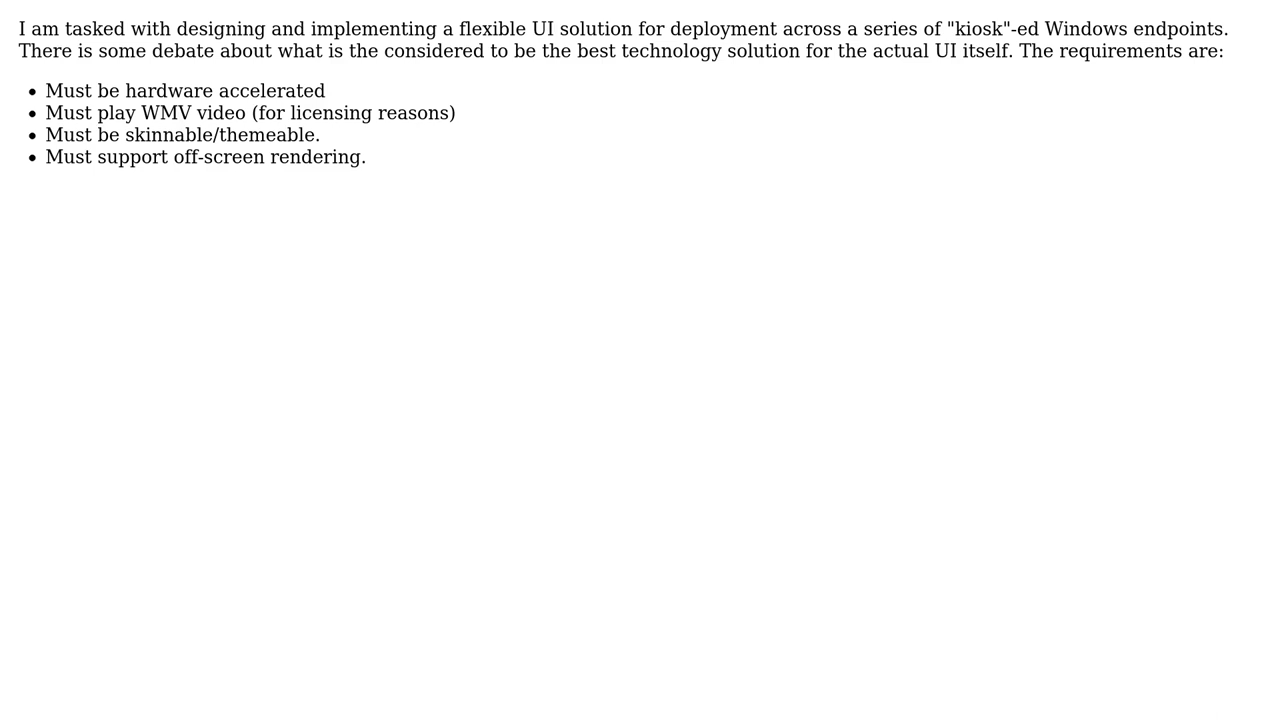 I am tasked with designing and implementing a flexible UI solution for deployment across a series of "kiosk"-ed Windows endpoints.
There is some debate about what is the considered to be the best technology solution for the actual UI itself. The requirements are:
• Must be hardware accelerated
• Must play WMV video (for licensing reasons)
• Must be skinnable/themeable.
• Must support off-screen rendering.